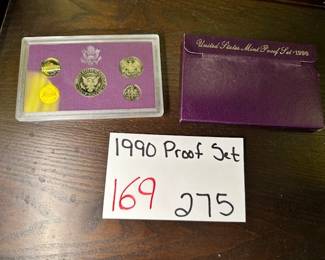 United States Mint Proof Set - 1990
1990 Proof Set
169 275